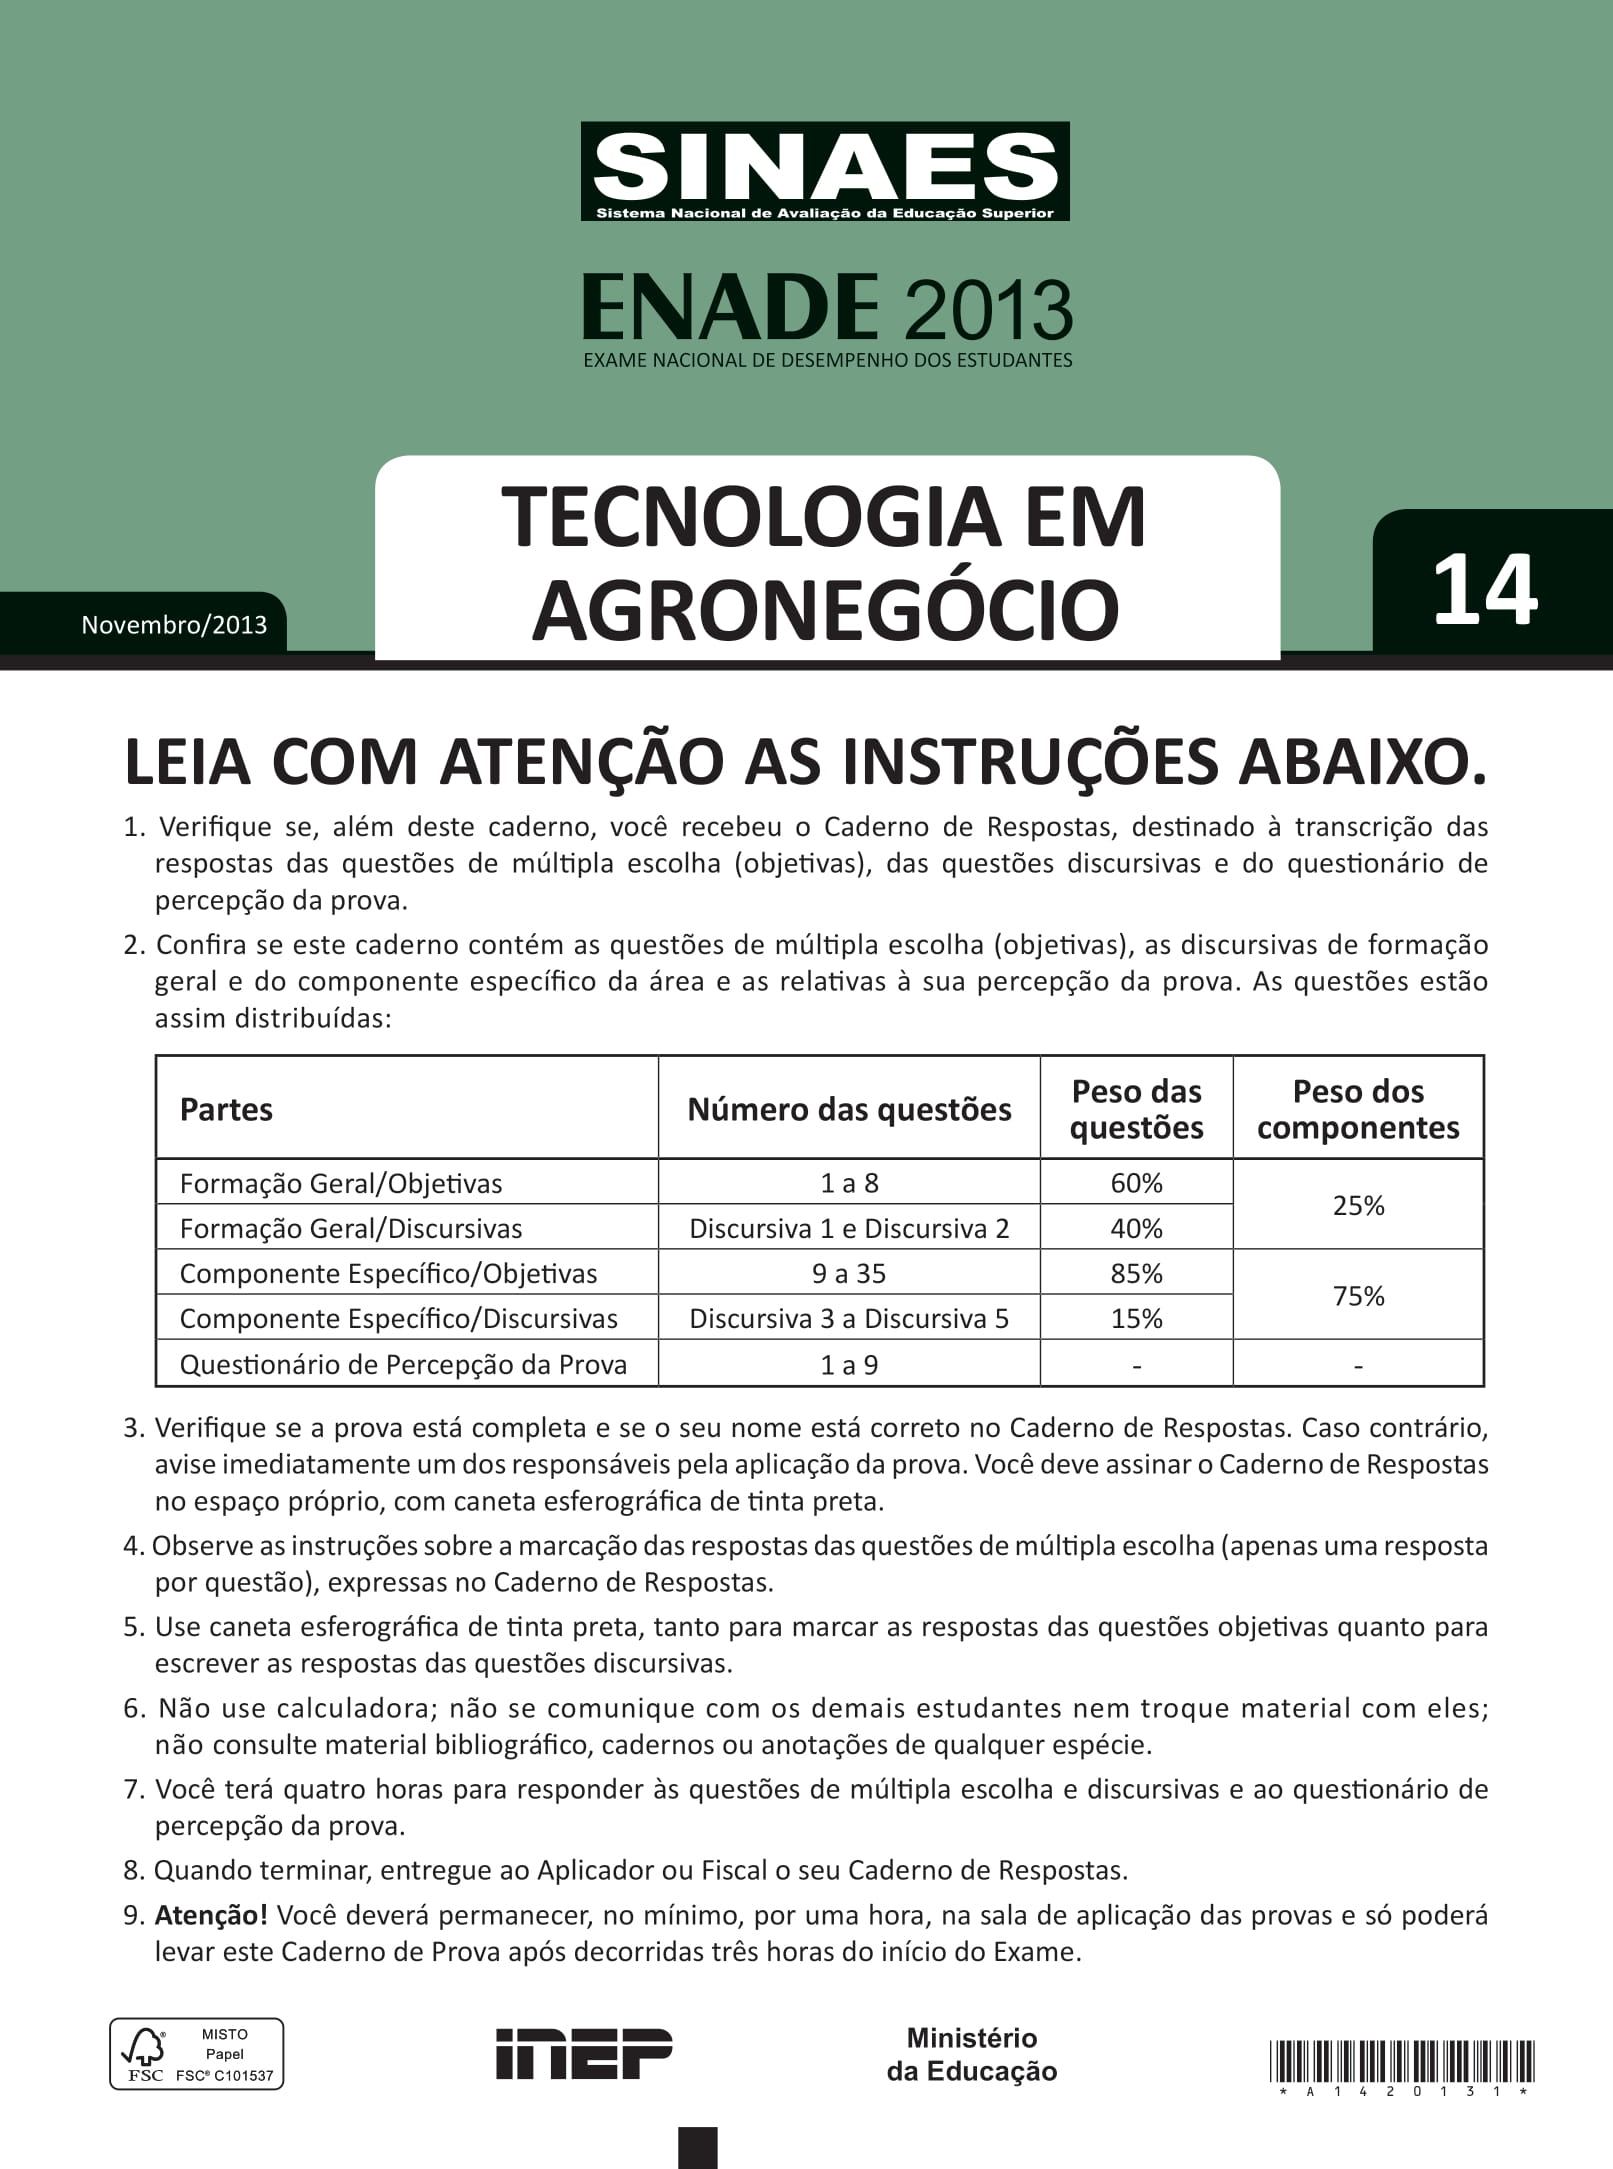 SINAES
Sistema Nacional de Avaliação da Educação Superior
ENADE 2013
EXAME NACIONAL DE DESEMPENHO DOS ESTUDANTES
TECNOLOGIA EM
AGRONEGÓCIO
14
Novembro/2013
LEIA COM ATENÇÃO AS INSTRUÇÕES ABAIXO.
1. Verifique se, além deste caderno, você recebeu o Caderno de Respostas, destinado à transcrição das
respostas das questões de múltipla escolha (objetivas), das questões discursivas e do questionário de
percepção da prova.
2. Confira se este caderno contém as questões de múltipla escolha (objetivas), as discursivas de formação
geral e do componente específico da área e as relativas à sua percepção da prova. As questões estão
assim distribuídas:
Partes Número das questões Peso das questões Peso dos componentes
Formação Geral/Objetivas 1 a 8 60% 25%
Formação Geral/Discursivas Discursiva 1 e Discursiva 2 40%
Componente Específico/Objetivas 9 a 35 85% 75%
Componente Específico/Discursivas Discursiva 3 a Discursiva 5 15%
Questionário de Percepção da Prova 1 a 9 - -
3. Verifique se a prova está completa e se o seu nome está correto no Caderno de Respostas. Caso contrário,
avise imediatamente um dos responsáveis pela aplicação da prova. Você deve assinar o Caderno de Respostas
no espaço próprio, com caneta esferográfica de tinta preta.
4. Observe as instruções sobre a marcação das respostas das questões de múltipla escolha (apenas uma resposta
por questão), expressas no Caderno de Respostas.
5. Use caneta esferográfica de tinta preta, tanto para marcar as respostas das questões objetivas quanto para
escrever as respostas das questões discursivas.
6. Não use calculadora; não se comunique com os demais estudantes nem troque material com eles;
não consulte material bibliográfico, cadernos ou anotações de qualquer espécie.
7. Você terá quatro horas para responder às questões de múltipla escolha e discursivas e ao questionário de
percepção da prova.
8. Quando terminar, entregue ao Aplicador ou Fiscal o seu Caderno de Respostas.
9. Atenção! Você deverá permanecer, no mínimo, por uma hora, na sala de aplicação das provas e só poderá
levar este Caderno de Prova após decorridas três horas do início do Exame.
FSC®
MISTO
Papel
FSC® C101537
INEP
Ministério
da Educação
*A1420131*